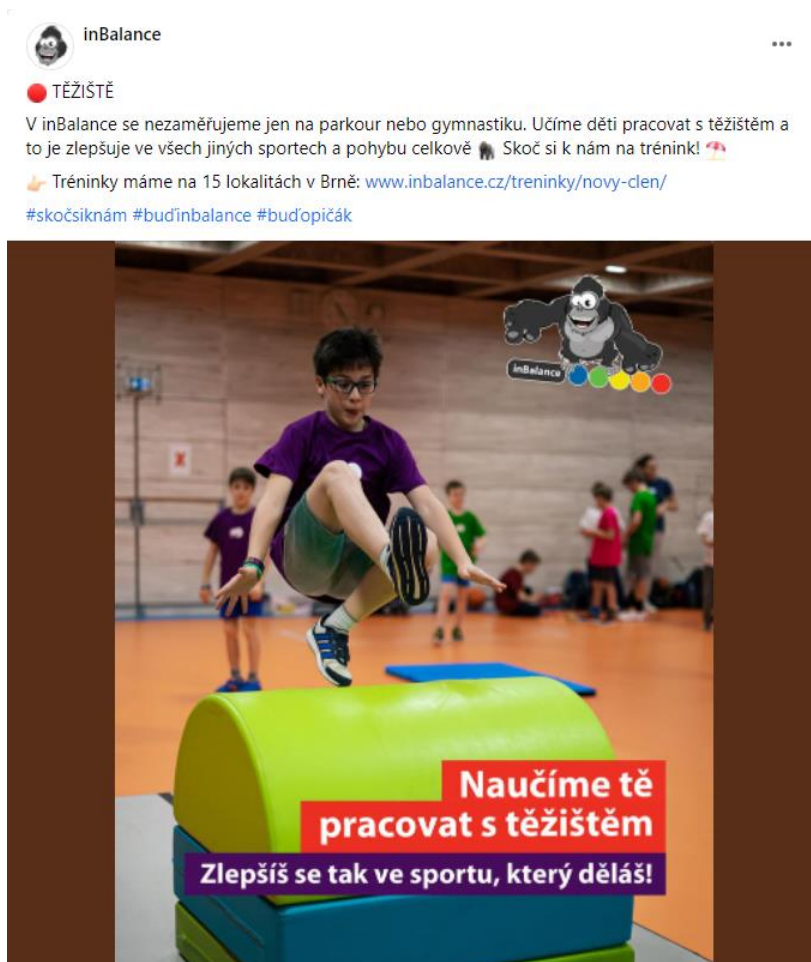 inBalance
🔴 TĚŽIŠTĚ
V inBalance se nezaměřujeme jen na parkour nebo gymnastiku. Učíme děti pracovat s těžištěm a
to je zlepšuje ve všech jiných sportech a pohybu celkově 🦍 Skoč si k nám na trénink! ⛱️
👉🏻 Tréninky máme na 15 lokalitách v Brně: www.inbalance.cz/treninky/novy-clen/
#skočsiknám #buďinbalance #buďopičák
inBalance
Naučíme tě
pracovat s těžištěm
Zlepšíš se tak ve sportu, který děláš!